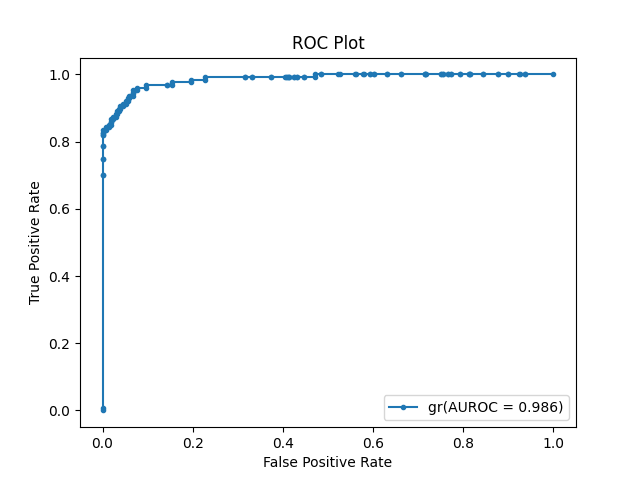 ROC Plot
1.0
0.8
0.6
0.4
0.2
0.0
True Positive Rate
0.0 0.2 0.4 0.6 0.8 1.0
False Positive Rate
gr(AUROC = 0.986)